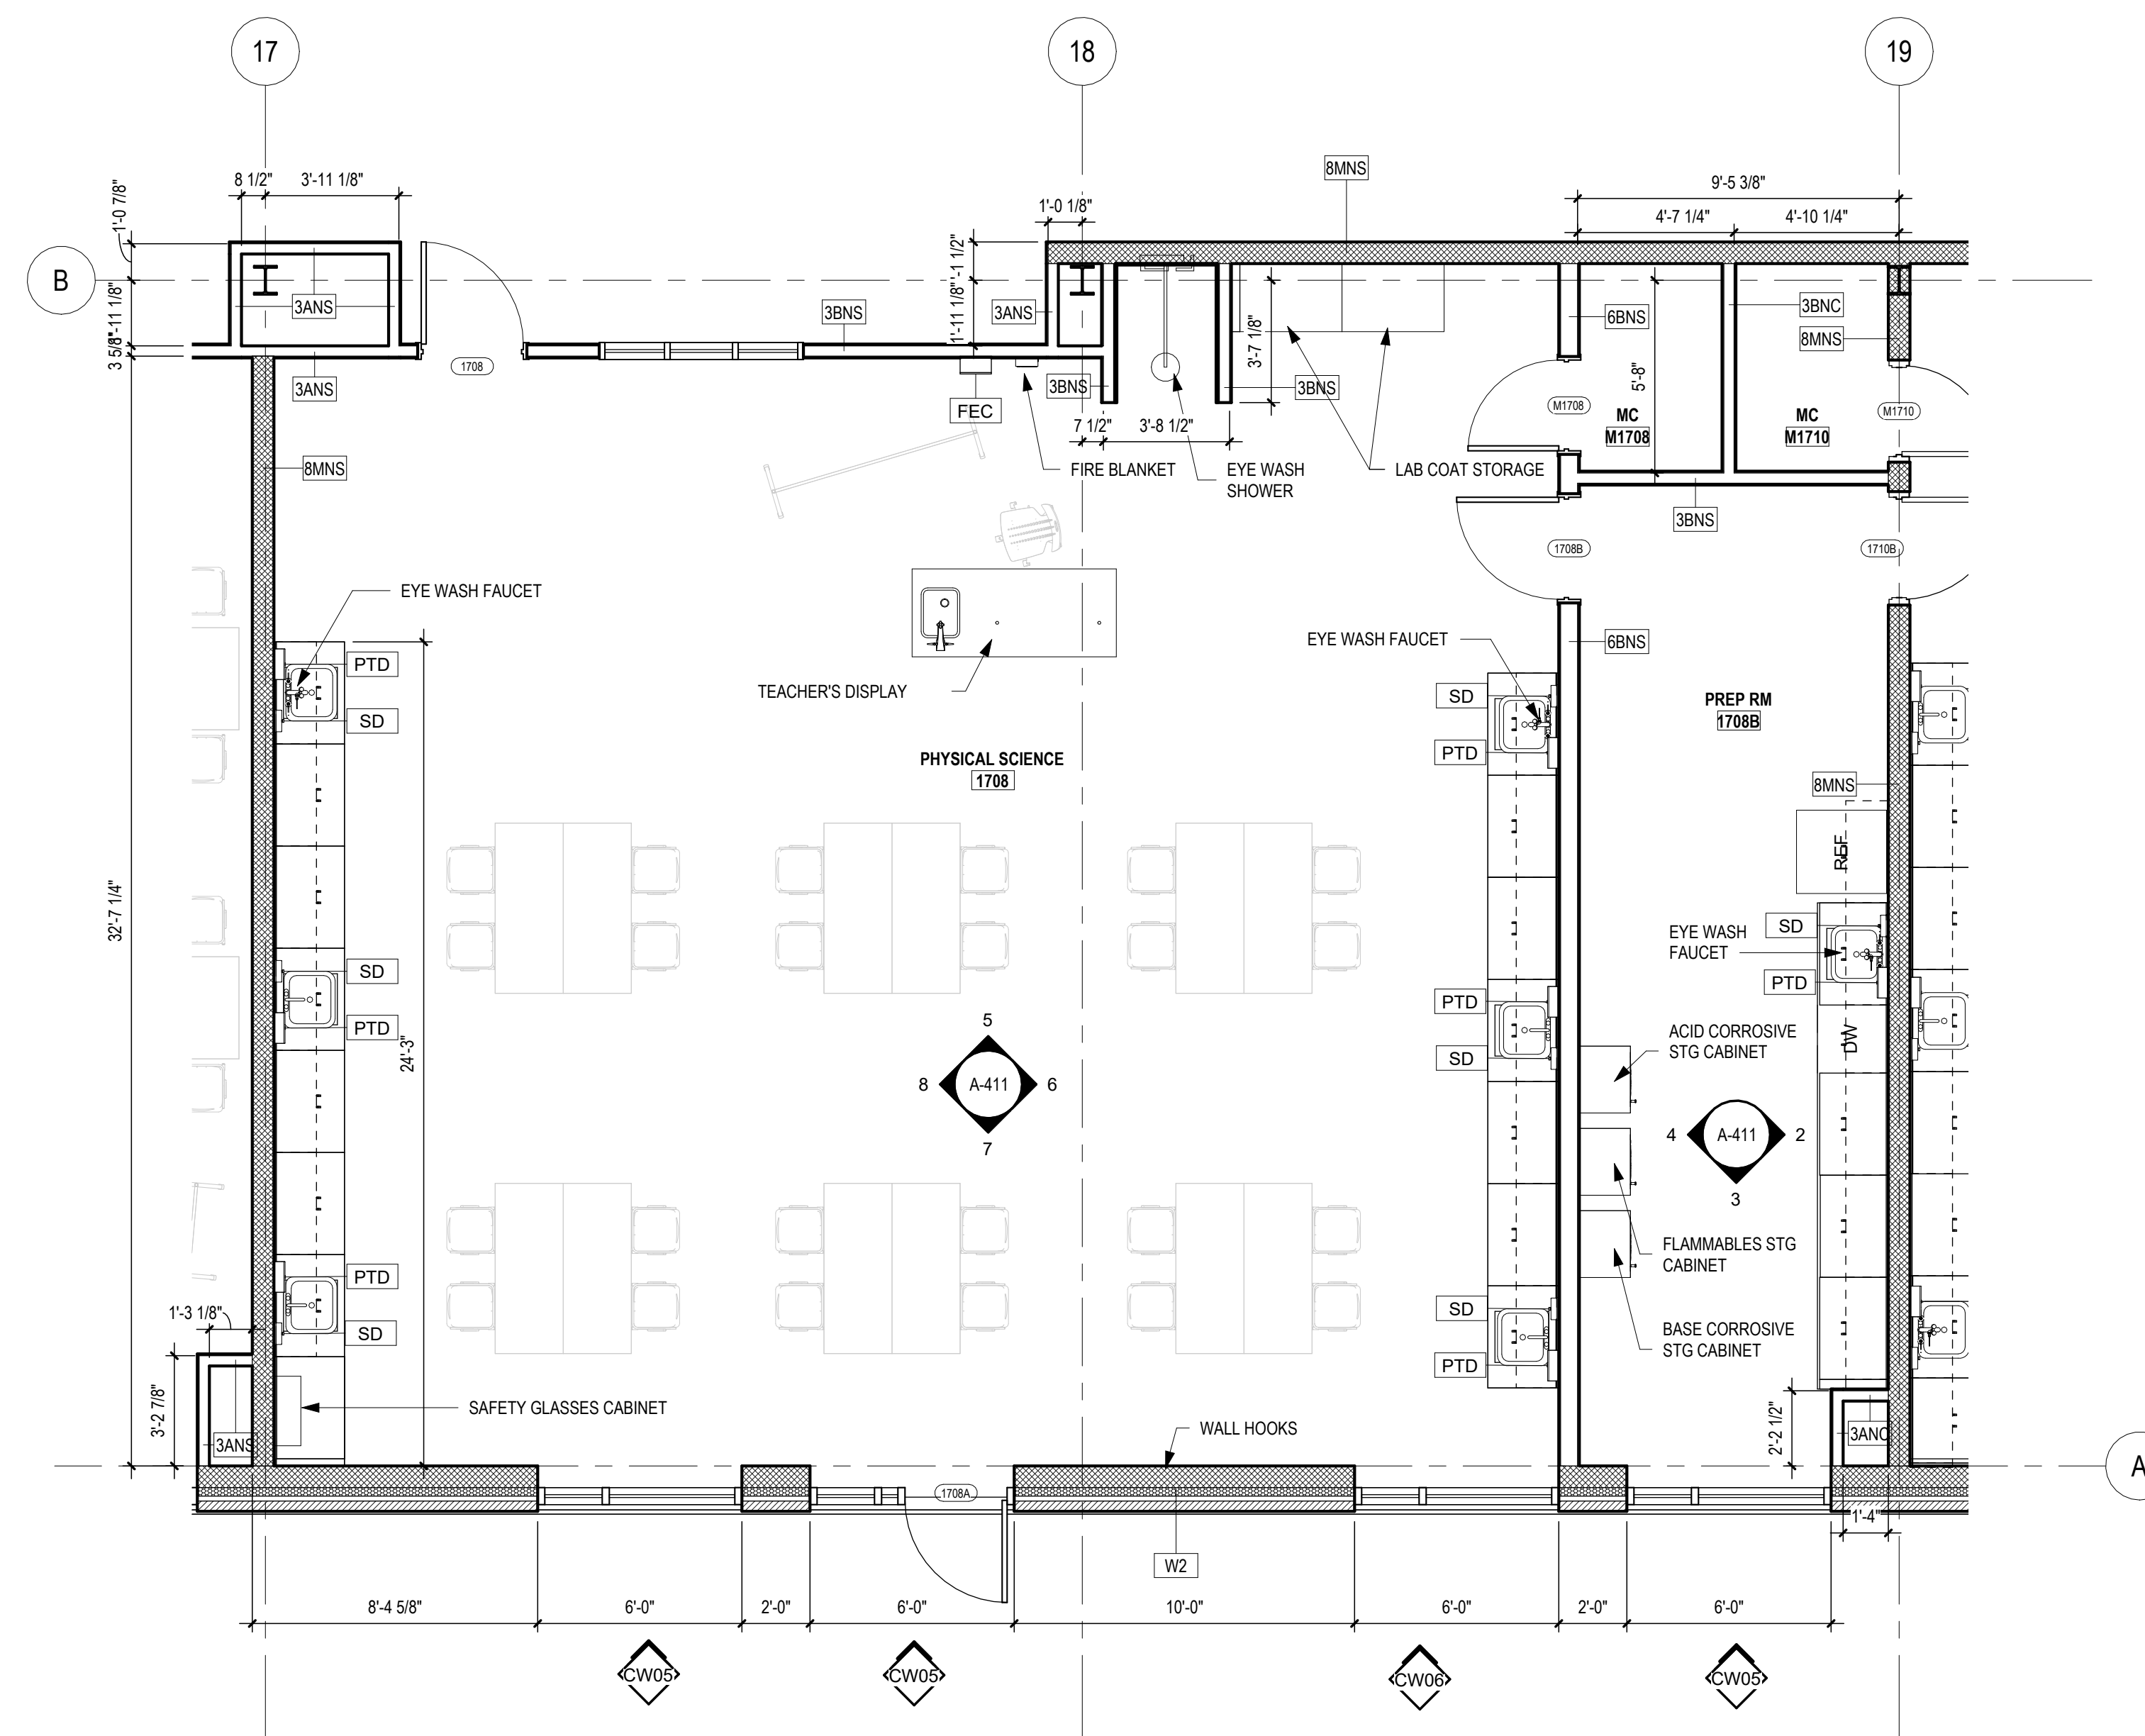 17
18
19
8 1/2"
3'-11 1/8"
1'-0 7/8"
8MNS
9'-5 3/8"
4'-7 1/4"
4'-10 1/4"
1'-0 1/8"
B
1'-11 1/8"
3 5/8"
3ANS
3BNS
3ANS
1'-11 1/8"
6BNS
3BNC
8MNS
1708
3ANS
FEC
3BNS
3'-7 1/8"
3BNS
5'-8"
M1708
MC
M1708
MC
M1710
M1710
7 1/2"
3'-8 1/2"
8MNS
FIRE BLANKET
EYE WASH
SHOWER
LAB COAT STORAGE
3BNS
1708B
1710B
EYE WASH FAUCET
EYE WASH FAUCET
6BNS
PTD
SD
TEACHER'S DISPLAY
SD
PTD
PREP RM
1708B
PHYSICAL SCIENCE
1708
8MNS
REF
32'-7 1/4"
SD
PTD
24'-3"
PTD
SD
EYE WASH
FAUCET
SD
PTD
DW
5
8
A-411
6
7
ACID CORROSIVE
STG CABINET
4
A-411
2
3
FLAMMABLES STG
CABINET
BASE CORROSIVE
STG CABINET
PTD
SD
SD
PTD
1'-3 1/8"
3'-2 7/8"
3ANS
SAFETY GLASSES CABINET
WALL HOOKS
2'-2 1/2"
3ANC
A
1708A
1'-4"
W2
8'-4 5/8"
6'-0"
2'-0"
6'-0"
10'-0"
6'-0"
2'-0"
6'-0"
CW05
CW05
CW06
CW05